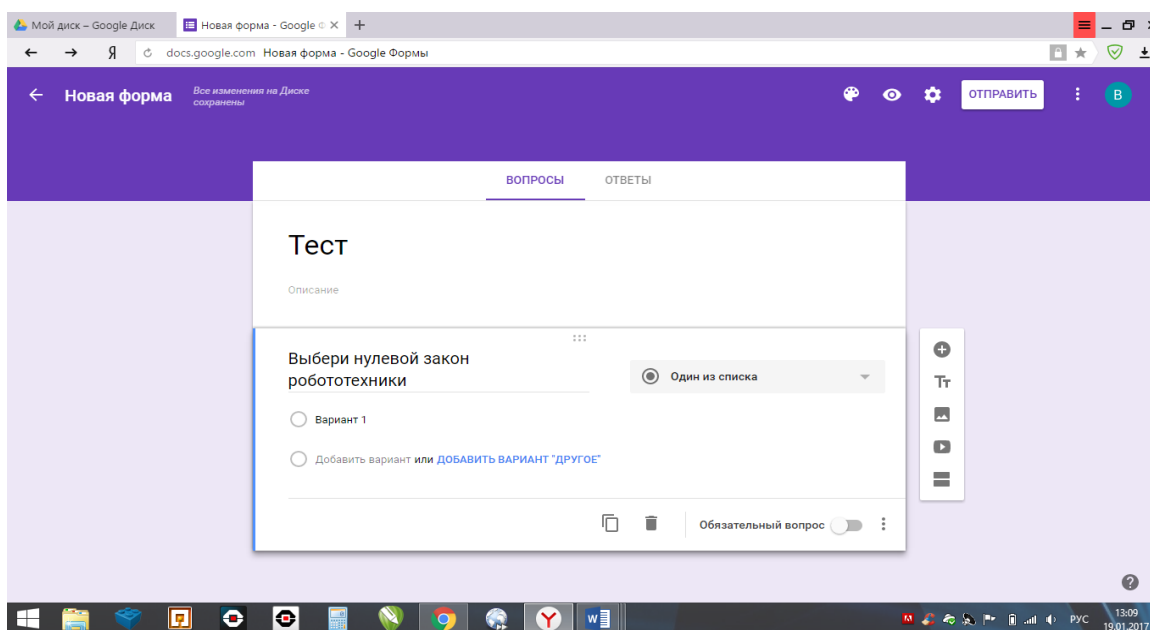 Мой диск – Google Диск
Новая форма - Google
Я docs.google.com Новая форма - Google Формы
Новая форма
Все изменения на Диске
сохранены
ОТПРАВИТЬ
В
ВОПРОСЫ ОТВЕТЫ
Тест
Описание
Выбери нулевой закон
робототехники
Один из списка
Тт
Вариант 1
Добавить вариант или ДОБАВИТЬ ВАРИАНТ "ДРУГОЕ"
Обязательный вопрос
РУС
13:09
19.01.2017